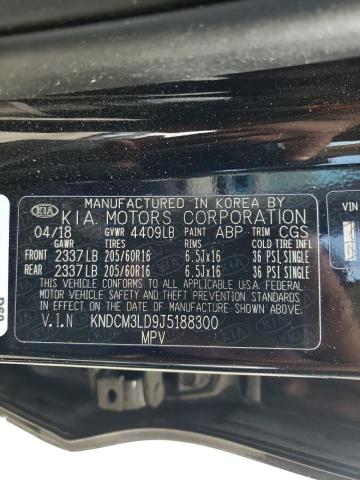 MANUFACTURED IN KOREA BY
KIA KIA MOTORS CORPORATION
04/18 GVWR 4409LB PAINT ABP TRIM CGS
GAWR TIRES RIMS COLD TIRE INFL
FRONT 2337LB 205/60R16 6.5Jx16 36 PSI,SINGLE
REAR 2337LB 205/60R16 6.5Jx16 36 PSI,SINGLE
THIS VEHICLE CONFORMS TO ALL APPLICABLE U.S.A. FEDERAL
MOTOR VEHICLE SAFETY, BUMPER, AND THEFT
PREVENTION STANDARDS IN EFFECT ON THE
DATE OF MANUFACTURE SHOWN ABOVE.
V.I.N KNDCM3LD9J5188300
MPV
VIN